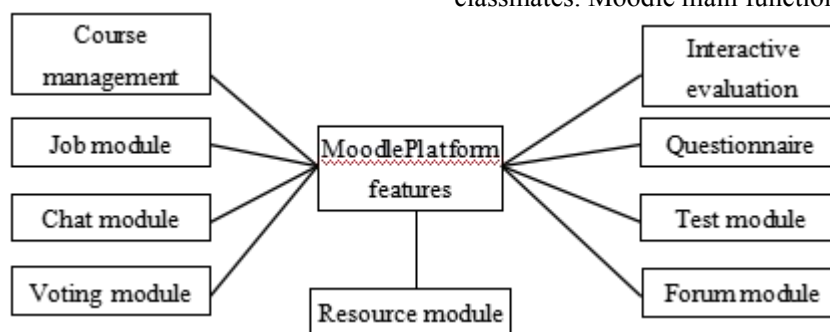 classmates. Moodle main function
Course
management
Job module
Chat module
Voting module
MoodlePlatform
features
Resource module
Interactive
evaluation
Questionnaire
Test module
Forum module